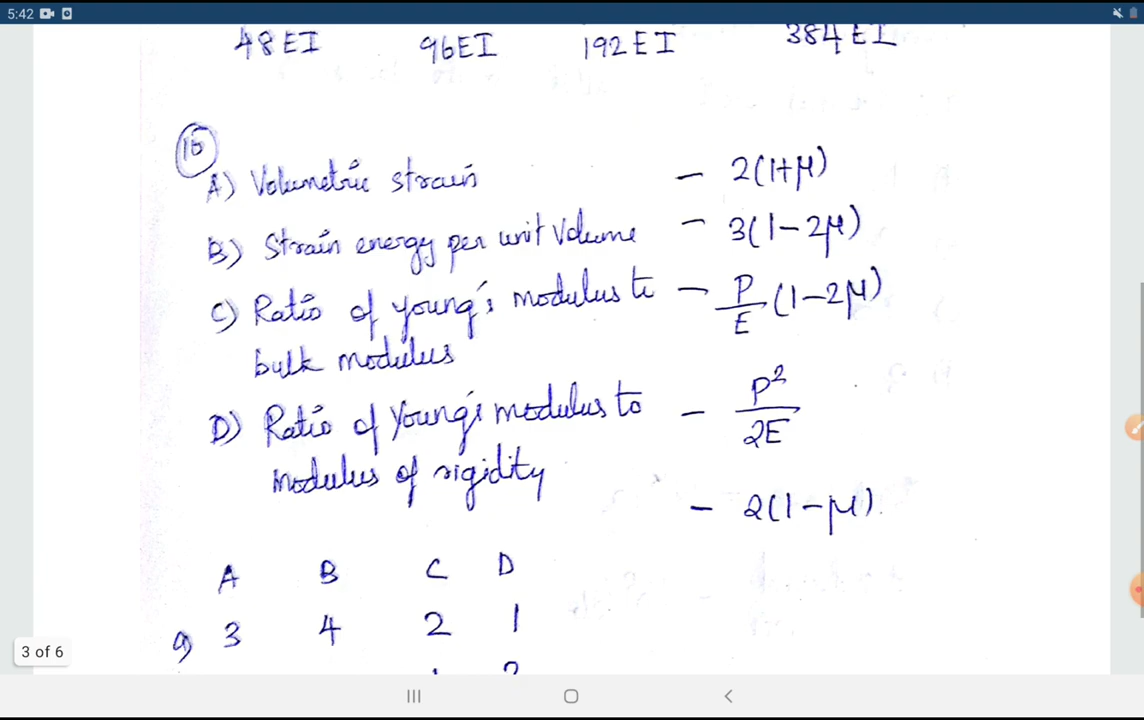 5:42
48EI 96EI 192EI 384EI
16
A) Volumetric strain - 2(1+μ)
B) Strain energy per unit volume - 3(1-2μ)
C) Ratio of young's modulus to - P/E (1-2μ)
bulk modulus
D) Ratio of Young's modulus to - P²/2E
modulus of rigidity
- 2(1-μ)
A B C D
a) 3 4 2 1
3 of 6